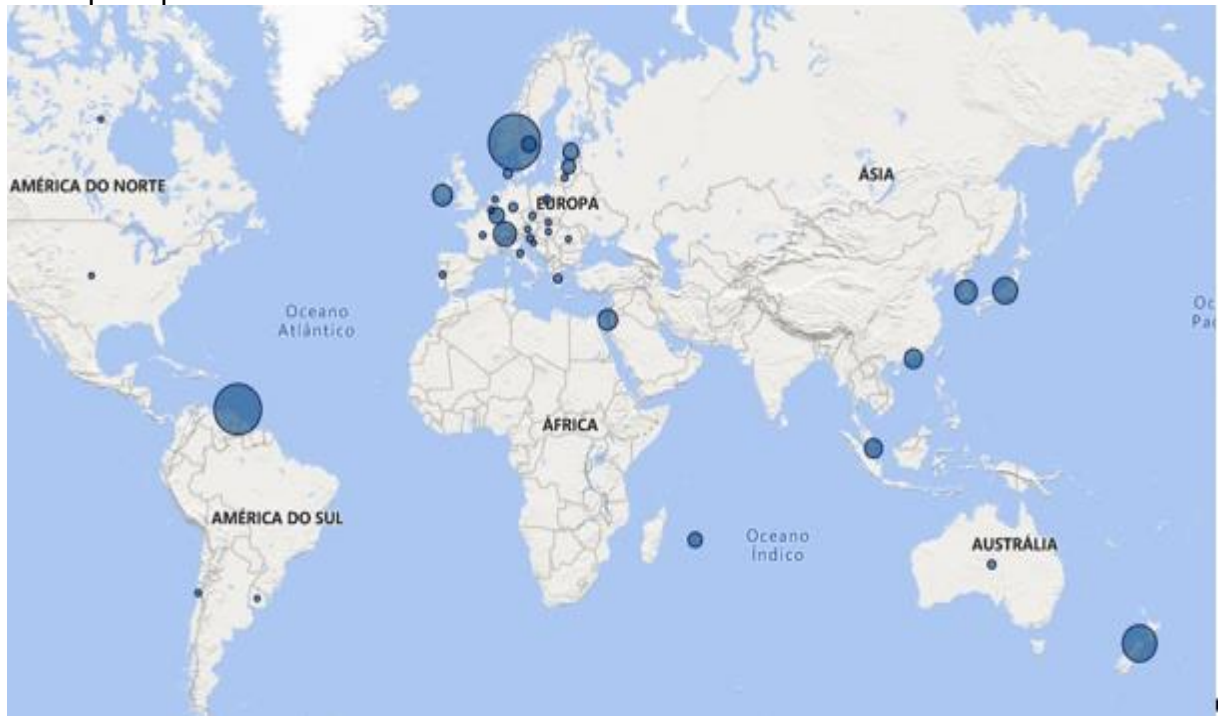 AMÉRICA DO NORTE
ÁSIA
EUROPA
Oceano
Atlântico
ÁFRICA
AMÉRICA DO SUL
Oceano
Índico
AUSTRÁLIA